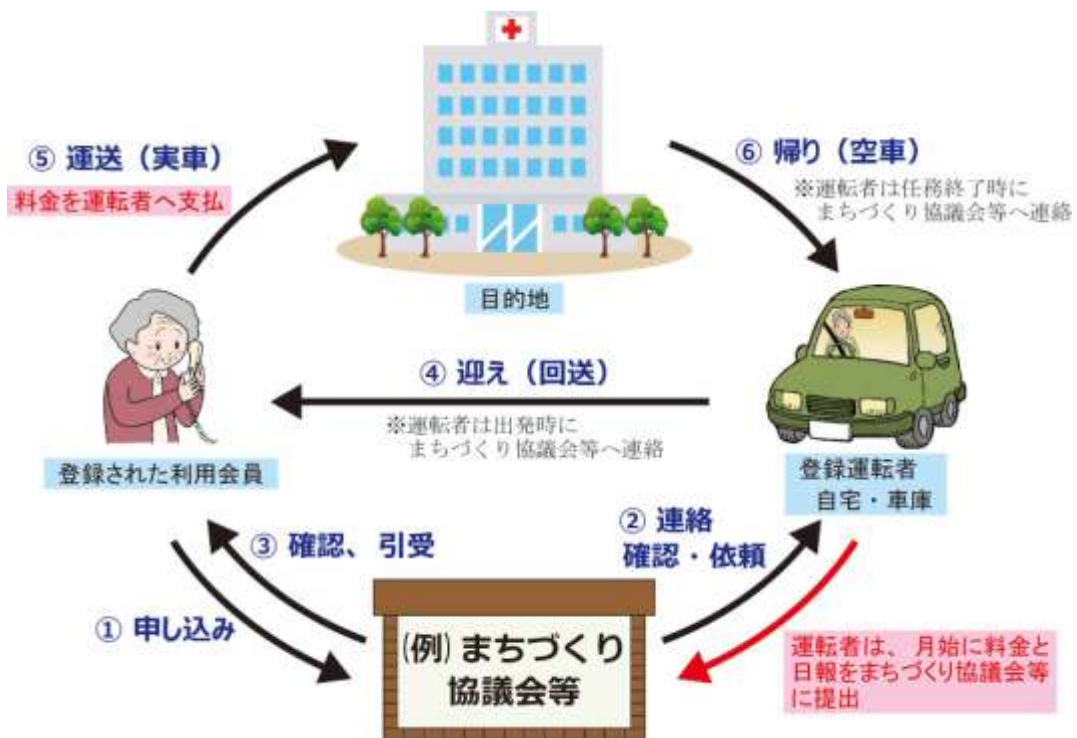 ⑤ 運送（実車）
料金を運転者へ支払
⑥ 帰り（空車）
※運転者は任務終了時に
まちづくり協議会等へ連絡
目的地
④ 迎え（回送）
※運転者は出発時に
まちづくり協議会等へ連絡
登録された利用会員
登録運転者
自宅・車庫
③ 確認、引受
② 連絡
確認・依頼
① 申し込み
(例) まちづくり
協議会等
運転者は、月始に料金と
日報をまちづくり協議会等
に提出